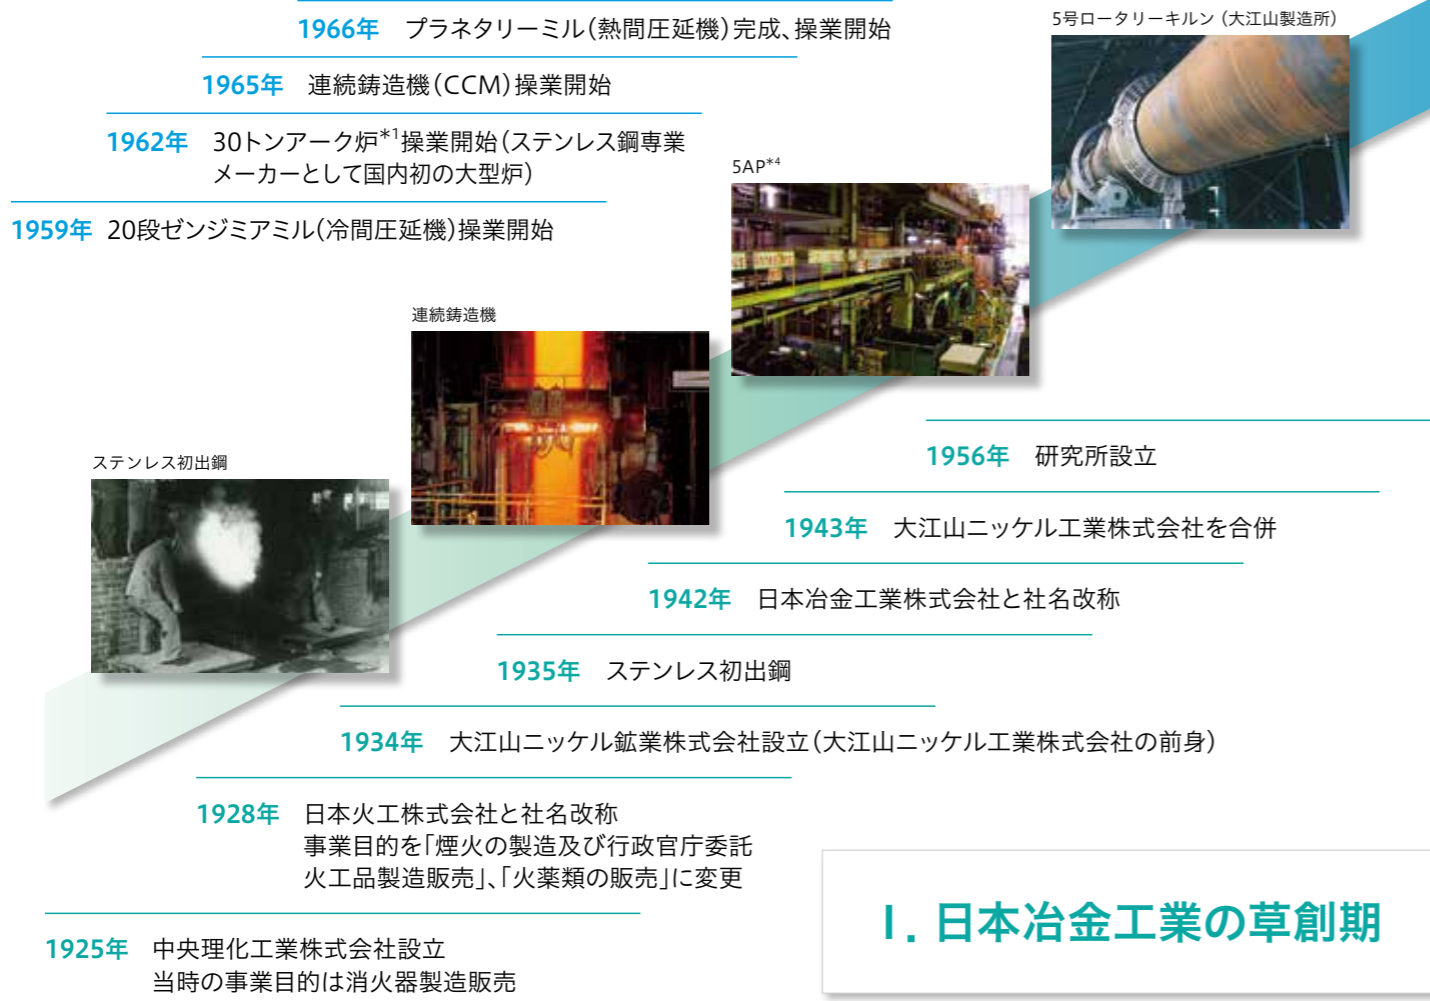 1966年 プラネタリーミル(熱間圧延機)完成、操業開始
1965年 連続鋳造機(CCM)操業開始
1962年 30トンアーク炉*1操業開始(ステンレス鋼専業
メーカーとして国内初の大型炉)
1959年 20段ゼンジミアミル(冷間圧延機)操業開始
5号ロータリーキルン(大江山製造所)
5AP*4
連続鋳造機
ステンレス初出鋼
1956年 研究所設立
1943年 大江山ニッケル工業株式会社を合併
1942年 日本冶金工業株式会社と社名改称
1935年 ステンレス初出鋼
1934年 大江山ニッケル鉱業株式会社設立(大江山ニッケル工業株式会社の前身)
1928年 日本火工株式会社と社名改称
事業目的を「煙火の製造及び行政官庁委託
火工品製造販売」、「火薬類の販売」に変更
1925年 中央理化工業株式会社設立
当時の事業目的は消火器製造販売
I. 日本冶金工業の草創期